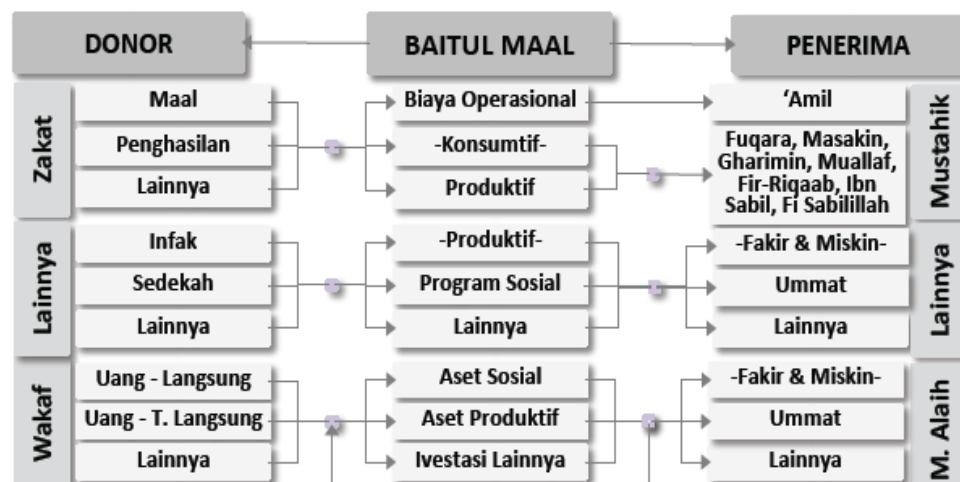 DONOR
BAITUL MAAL
PENERIMA
Zakat
Maal
Penghasilan
Lainnya
Biaya Operasional
-Konsumtif-
Produktif
‘Amil
Fuqara, Masakin,
Gharimin, Muallaf,
Fir-Riqaab, Ibn
Sabil, Fi Sabilillah
Mustahik
Lainnya
Infak
Sedekah
Lainnya
-Produktif-
Program Sosial
Lainnya
-Fakir & Miskin-
Ummat
Lainnya
Lainnya
Wakaf
Uang - Langsung
Uang - T. Langsung
Lainnya
Aset Sosial
Aset Produktif
Ivestasi Lainnya
-Fakir & Miskin-
Ummat
Lainnya
M. Alaih